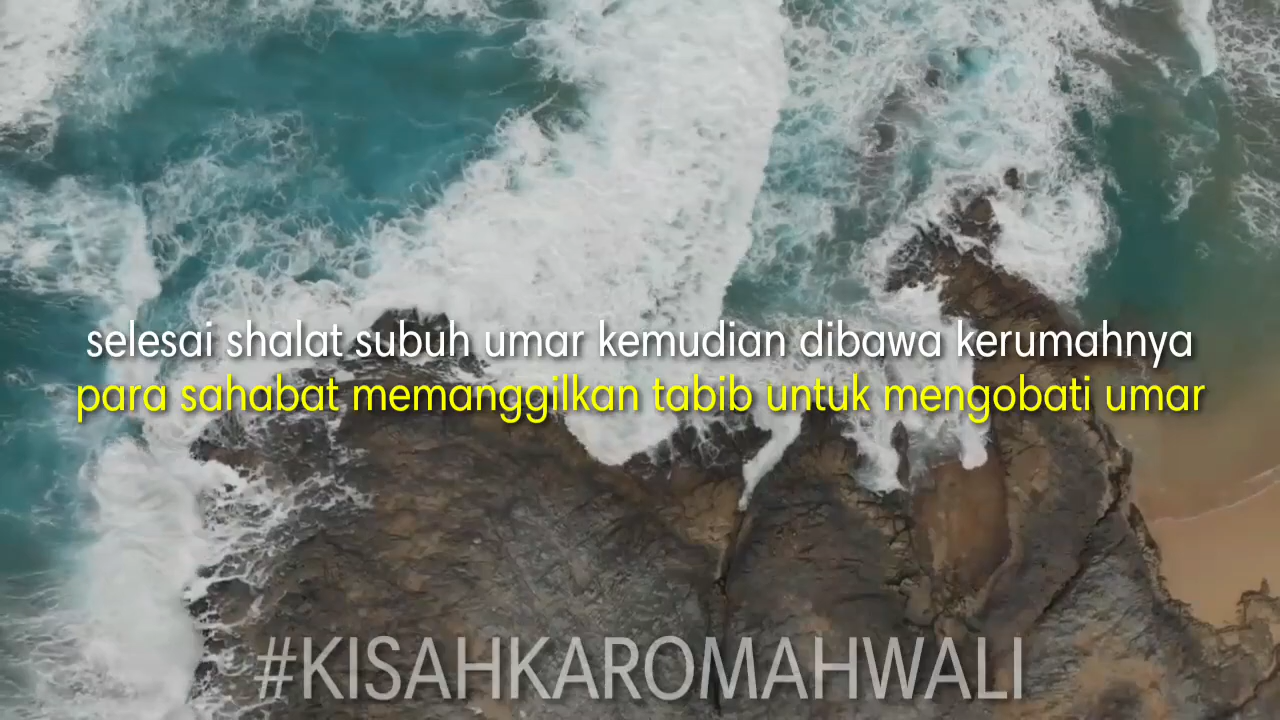 selesai shalat subuh umar kemudian dibawa kerumahnya
para sahabat memanggilkan tabib untuk mengobati umar
#KISAHKAROMAHWALI